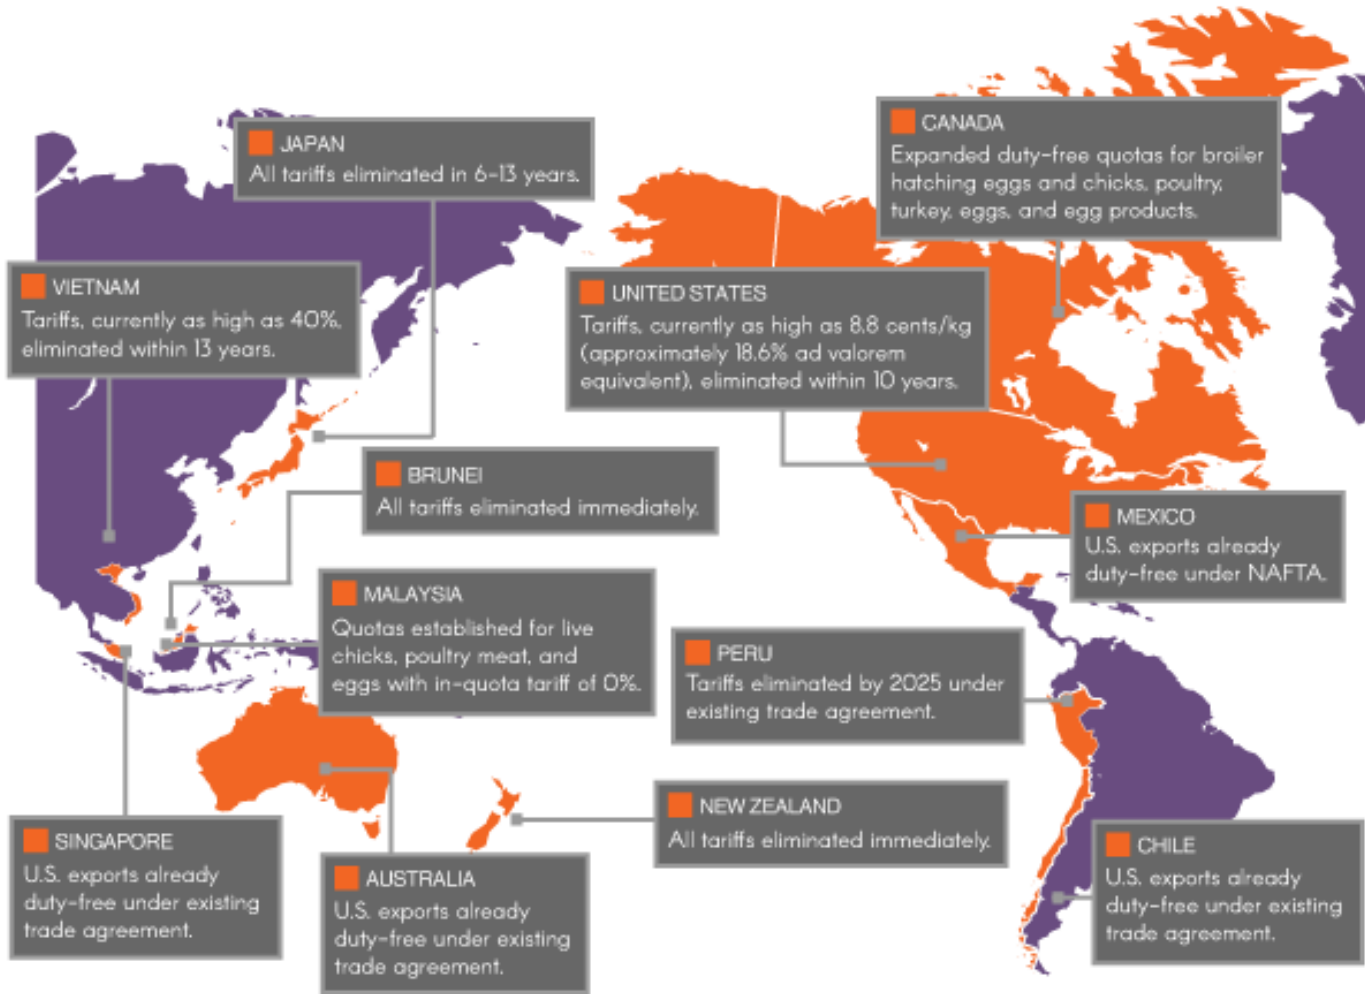 JAPAN
All tariffs eliminated in 6-13 years.
CANADA
Expanded duty-free quotas for broiler
hatching eggs and chicks, poultry,
turkey, eggs, and egg products.
VIETNAM
Tariffs, currently as high as 40%,
eliminated within 13 years.
UNITED STATES
Tariffs, currently as high as 8.8 cents/kg
(approximately 18.6% ad valorem
equivalent), eliminated within 10 years.
BRUNEI
All tariffs eliminated immediately.
MEXICO
U.S. exports already
duty-free under NAFTA.
MALAYSIA
Quotas established for live
chicks, poultry meat, and
eggs with in-quota tariff of 0%.
PERU
Tariffs eliminated by 2025 under
existing trade agreement.
NEW ZEALAND
All tariffs eliminated immediately.
SINGAPORE
U.S. exports already
duty-free under existing
trade agreement.
AUSTRALIA
U.S. exports already
duty-free under existing
trade agreement.
CHILE
U.S. exports already
duty-free under existing
trade agreement.